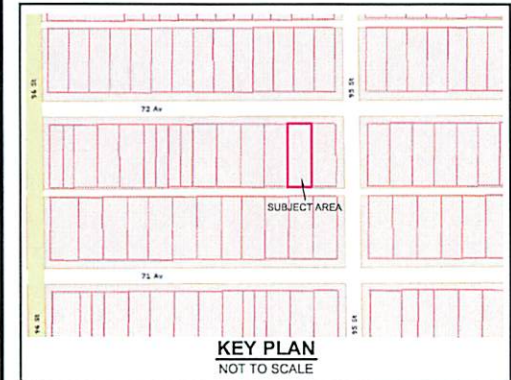 94 St
95 St
72 Av
SUBJECT AREA
71 Av
94 St
95 St
KEY PLAN
NOT TO SCALE